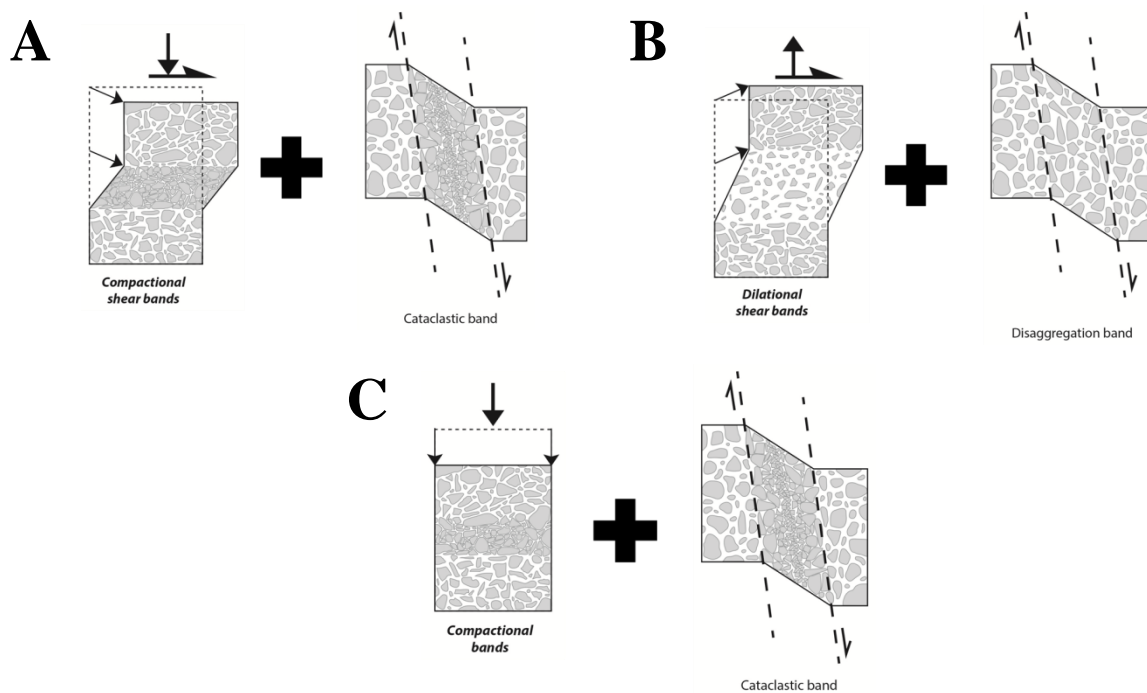 A
B
Compactional
shear bands
Cataclastic band
Dilational
shear bands
Disaggregation band
C
Compactional
bands
Cataclastic band